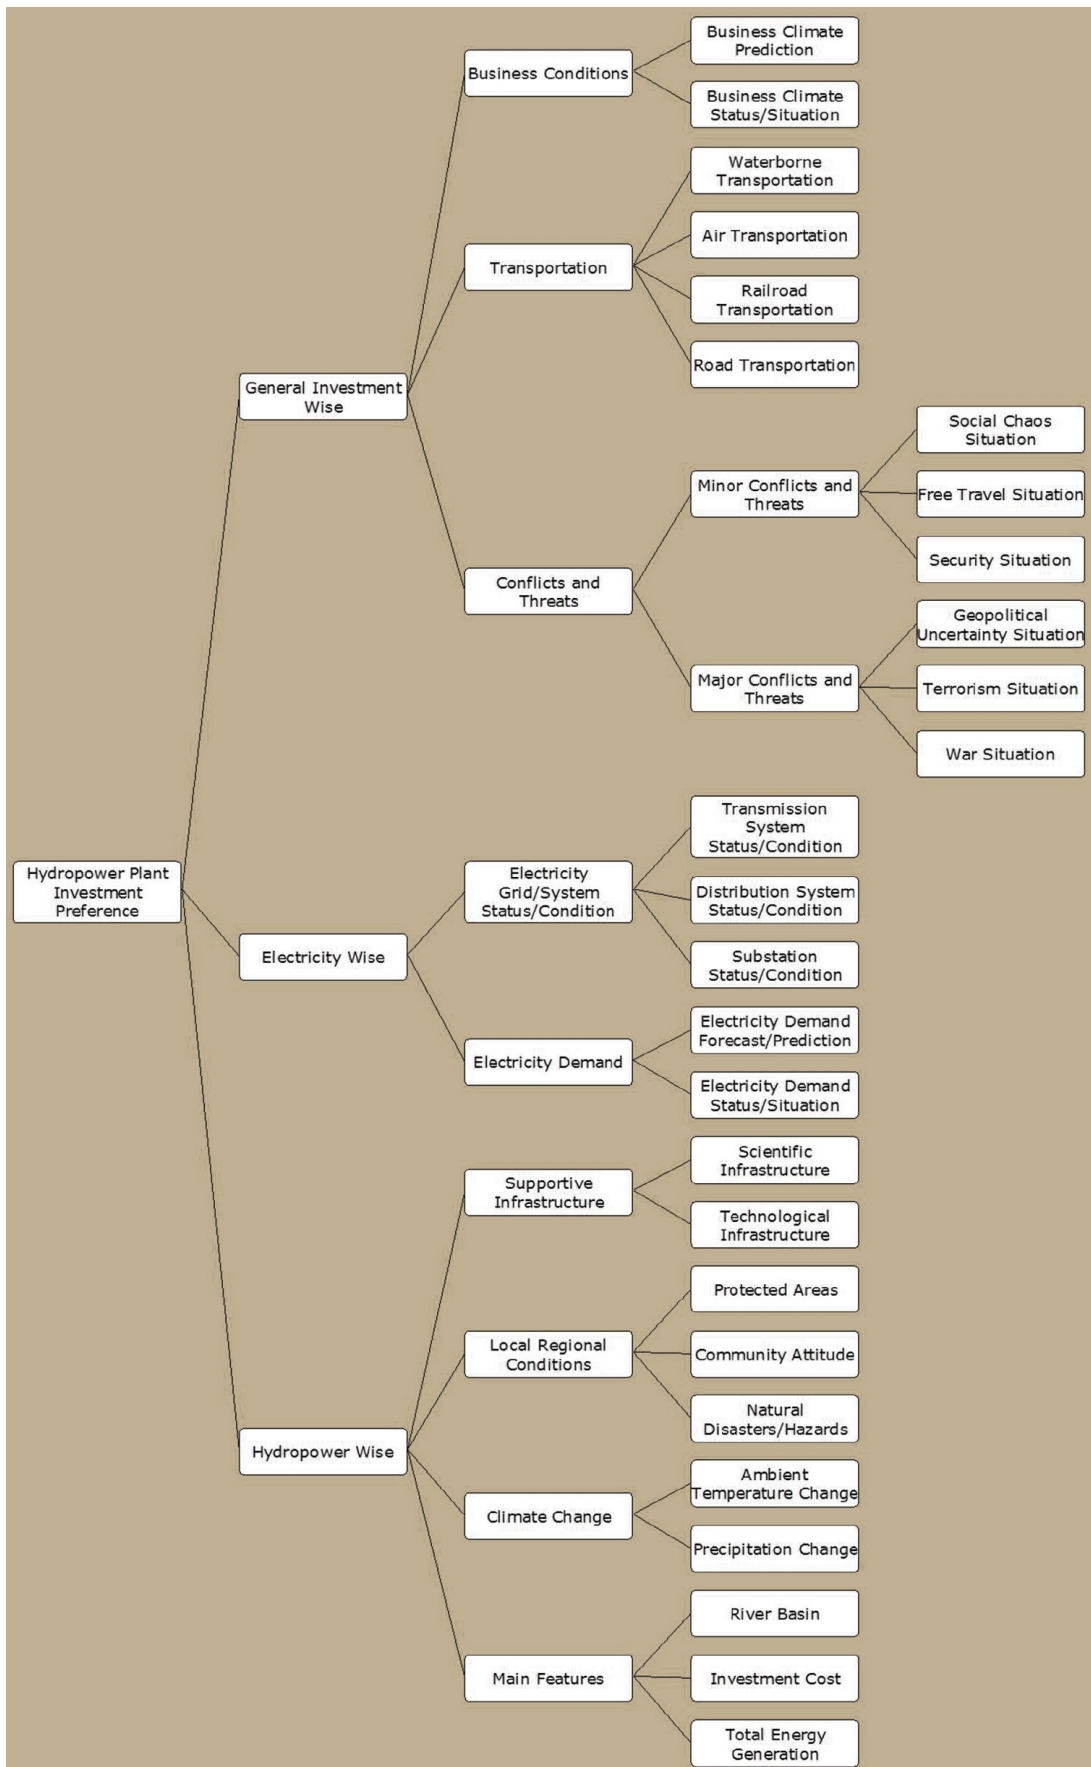 Business Climate
Prediction
Business Conditions
Business Climate
Status/Situation
Waterborne
Transportation
Air Transportation
Transportation
Railroad
Transportation
Road Transportation
General Investment
Wise
Social Chaos
Situation
Minor Conflicts and
Threats
Free Travel Situation
Security Situation
Conflicts and
Threats
Geopolitical
Uncertainty Situation
Major Conflicts and
Threats
Terrorism Situation
War Situation
Transmission
System
Status/Condition
Hydropower Plant
Investment
Preference
Electricity
Grid/System
Status/Condition
Distribution System
Status/Condition
Electricity Wise
Substation
Status/Condition
Electricity Demand
Forecast/Prediction
Electricity Demand
Electricity Demand
Status/Situation
Scientific
Infrastructure
Supportive
Infrastructure
Technological
Infrastructure
Protected Areas
Local Regional
Conditions
Community Attitude
Natural
Disasters/Hazards
Hydropower Wise
Ambient
Temperature Change
Climate Change
Precipitation Change
River Basin
Main Features
Investment Cost
Total Energy
Generation